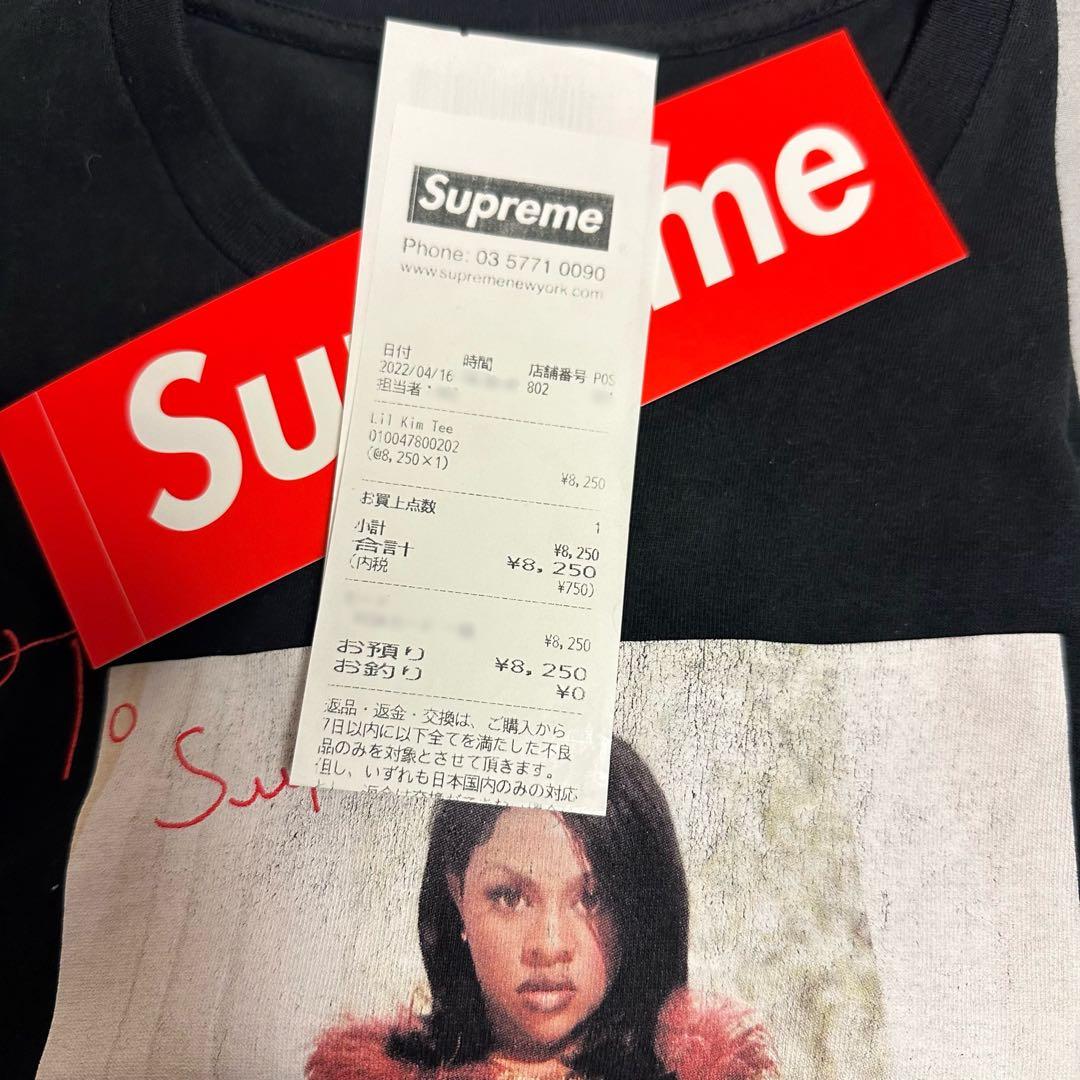 Supreme
Phone: 03 5771 0090
www.supremenewyork.com
Su me
日付 時間 店舗番号 POS
2022/04/16 802
担当者:
Lil Kim Tee
010047800202
(@8,250×1)
¥8,250
お買上点数 1
小計 ¥8,250
合計 ¥8,250
(内税 ¥750)
¥8,250
お預り ¥8,250
お釣り ¥0
返品・返金・交換は、ご購入から
7日以内に以下全てを満たした不良
品のみを対象とさせて頂きます。
但し、いずれも日本国内のみの対応
to
Sup